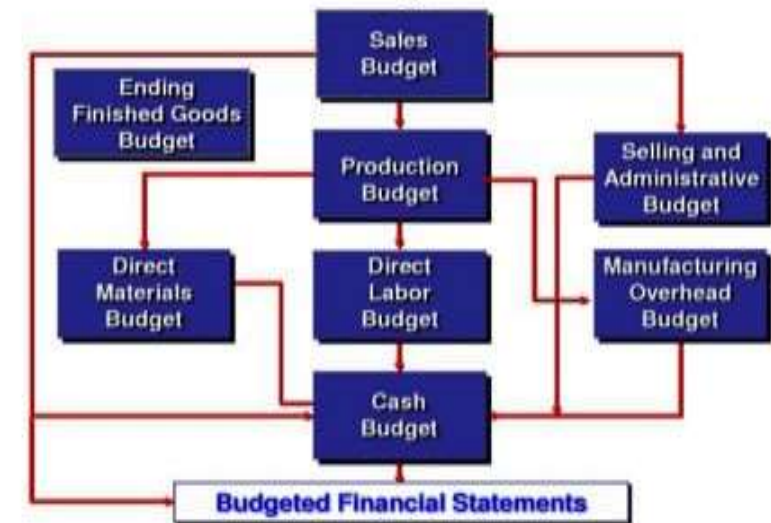 Sales
Budget
Ending
Finished Goods
Budget
Production
Budget
Selling and
Administrative
Budget
Direct
Materials
Budget
Direct
Labor
Budget
Manufacturing
Overhead
Budget
Cash
Budget
Budgeted Financial Statements